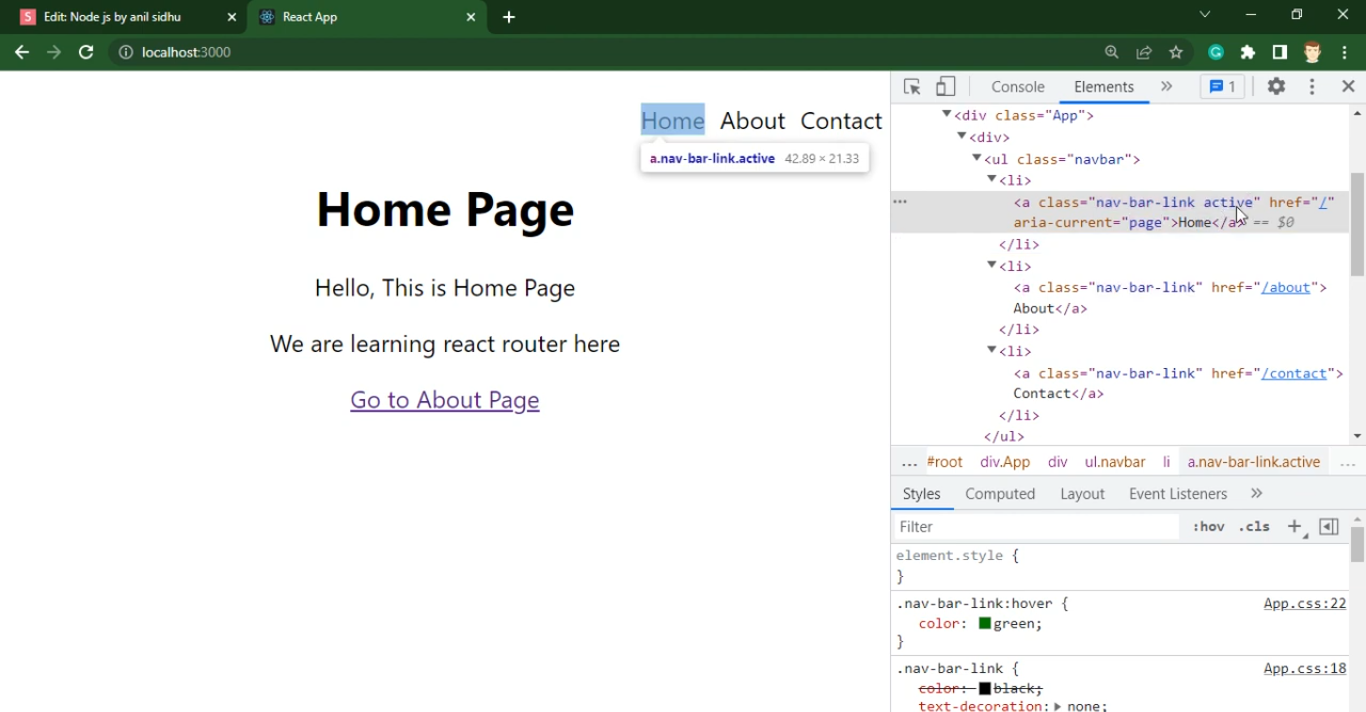 Edit: Node js by anil sidhu
React App
localhost:3000
Home About Contact
a.nav-bar-link.active 42.89 × 21.33
Home Page
Hello, This is Home Page
We are learning react router here
Go to About Page
Console Elements » 1
<div class="App">
<div>
<ul class="navbar">
<li>
<a class="nav-bar-link active" href="/"
aria-current="page">Home</a> == $0
</li>
<li>
<a class="nav-bar-link" href="/about">
About</a>
</li>
<li>
<a class="nav-bar-link" href="/contact">
Contact</a>
</li>
</ul>
... #root div.App div ul.navbar li a.nav-bar-link.active ...
Styles Computed Layout Event Listeners »
Filter :hov .cls +
element.style {
}
.nav-bar-link:hover { App.css:22
color: green;
}
.nav-bar-link { App.css:18
color: black;
text-decoration: none;